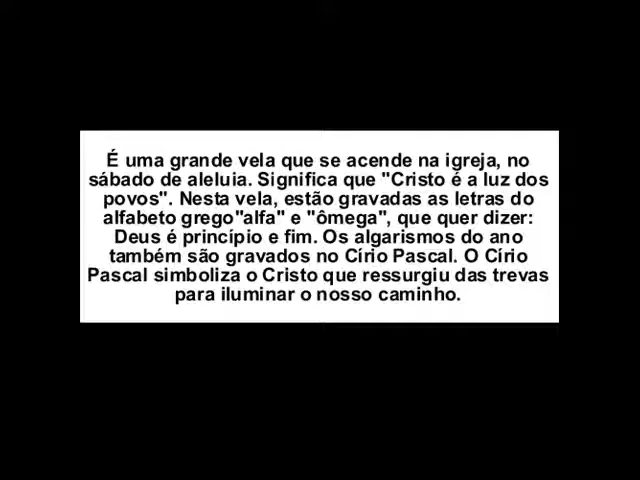 É uma grande vela que se acende na igreja, no
sábado de aleluia. Significa que "Cristo é a luz dos
povos". Nesta vela, estão gravadas as letras do
alfabeto grego"alfa" e "ômega", que quer dizer:
Deus é princípio e fim. Os algarismos do ano
também são gravados no Círio Pascal. O Círio
Pascal simboliza o Cristo que ressurgiu das trevas
para iluminar o nosso caminho.